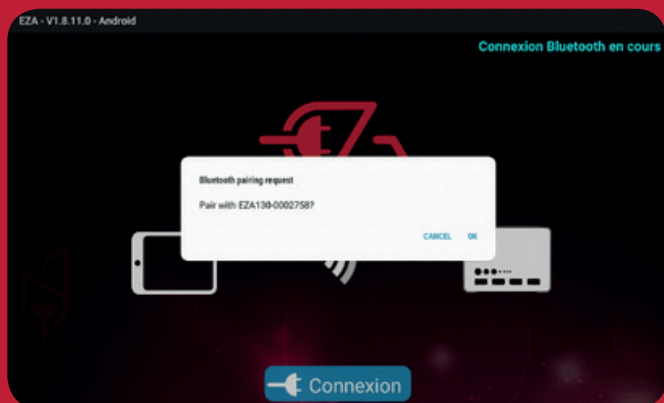 EZA - V1.8.11.0 - Android
Connexion Bluetooth en cours
Bluetooth pairing request
Pair with EZA130-0002758?
CANCEL OK
Connexion